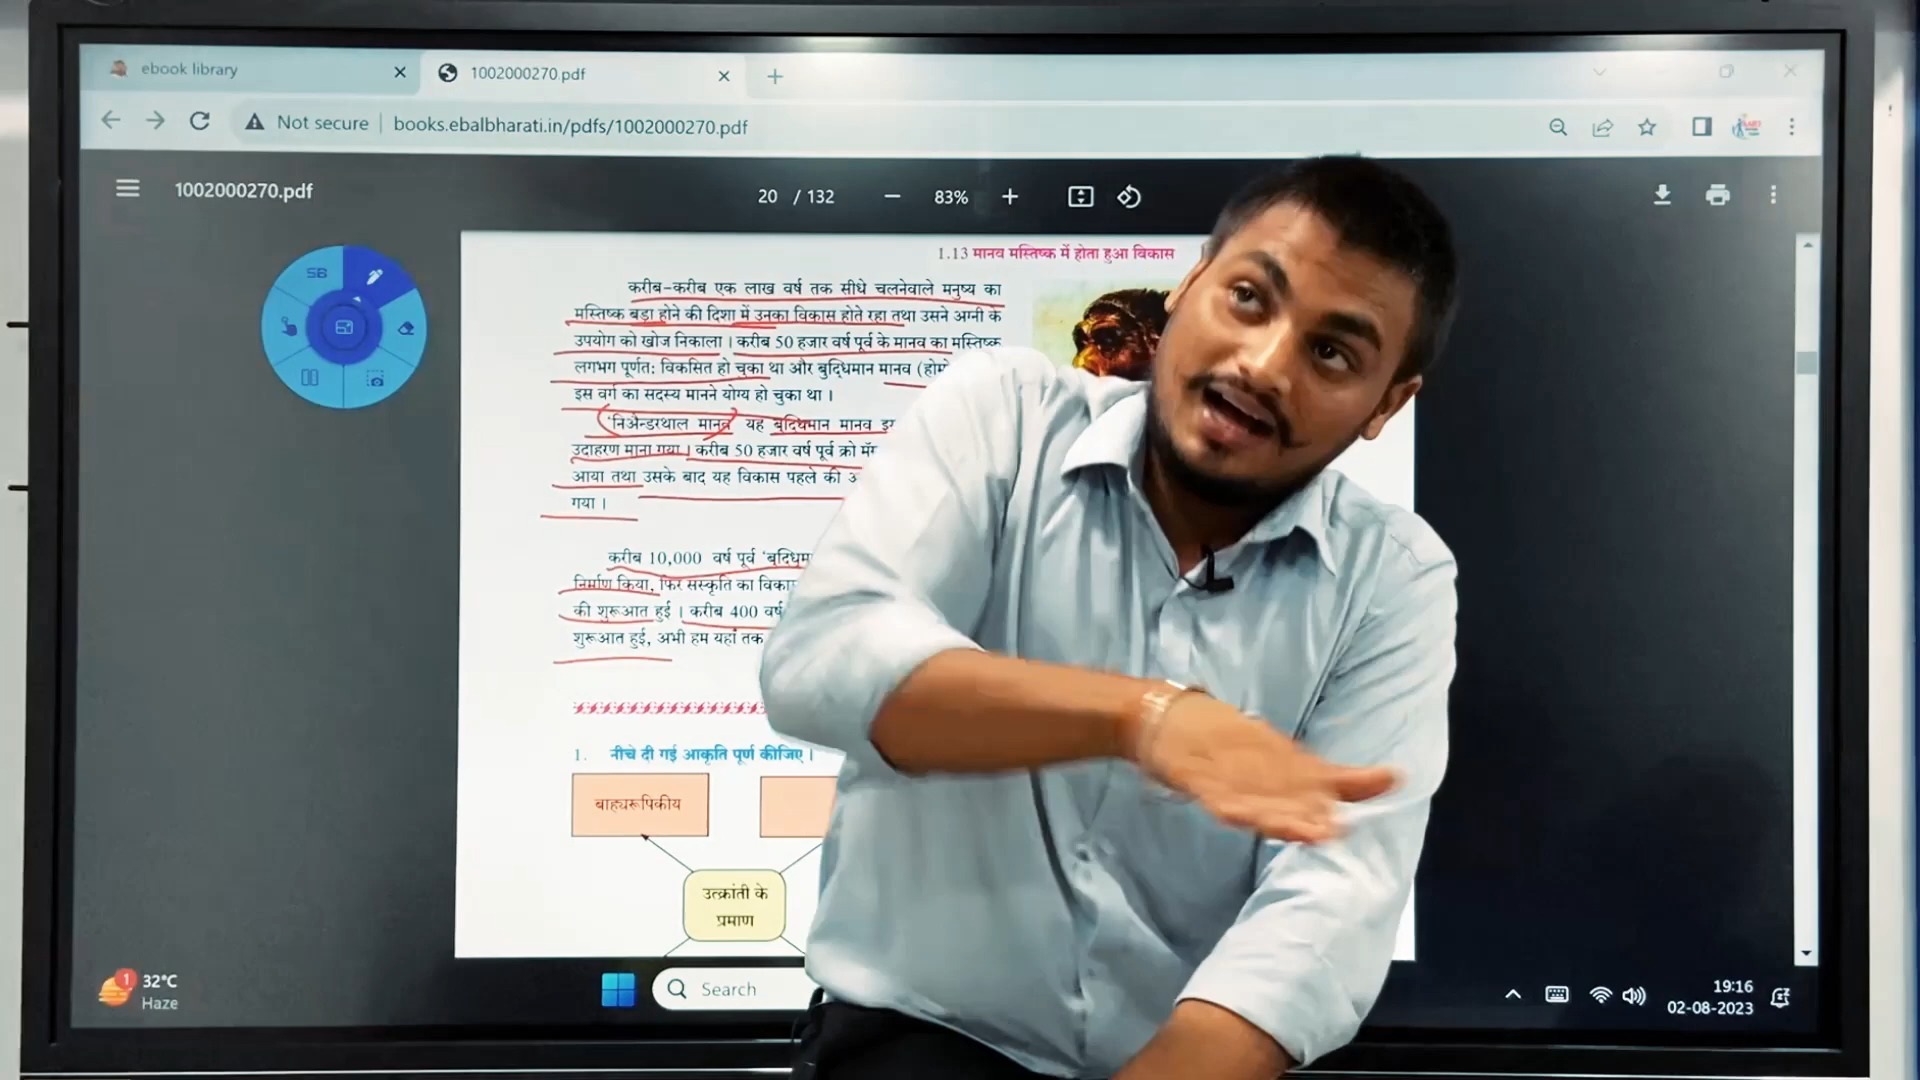 ebook library
1002000270.pdf
Not secure
books.ebalbharati.in/pdfs/1002000270.pdf
1002000270.pdf
20 / 132
83%
SB
1.13 मानव मस्तिष्क में होता हुआ विकास
करीब-करीब एक लाख वर्ष तक सीधे चलनेवाले मनुष्य का
मस्तिष्क बड़ा होने की दिशा में उनका विकास होते रहा तथा उसने अग्नी के
उपयोग को खोज निकाला । करीब 50 हजार वर्ष पूर्व के मानव का मस्तिष्क
लगभग पूर्णत: विकसित हो चुका था और बुद्धिमान मानव
इस वर्ग का सदस्य मानने योग्य हो चुका था ।
'निअॅन्डरथाल मानव यह बुद्धिमान मानव
उदाहरण माना गया । करीब 50 हजार वर्ष पूर्व क्रो
आया तथा उसके बाद यह विकास पहले की
गया ।
करीब 10,000 वर्ष पूर्व
निर्माण किया, फिर संस्कृति का
की शुरूआत हुई । करीब 400 वर्ष
शुरूआत हुई, अभी हम यहाँ तक
1. नीचे दी गई आकृति पूर्ण कीजिए ।
बाह्यरूपिकीय
उत्क्रांती के
प्रमाण
1
32°C
Haze
Search
19:16
02-08-2023